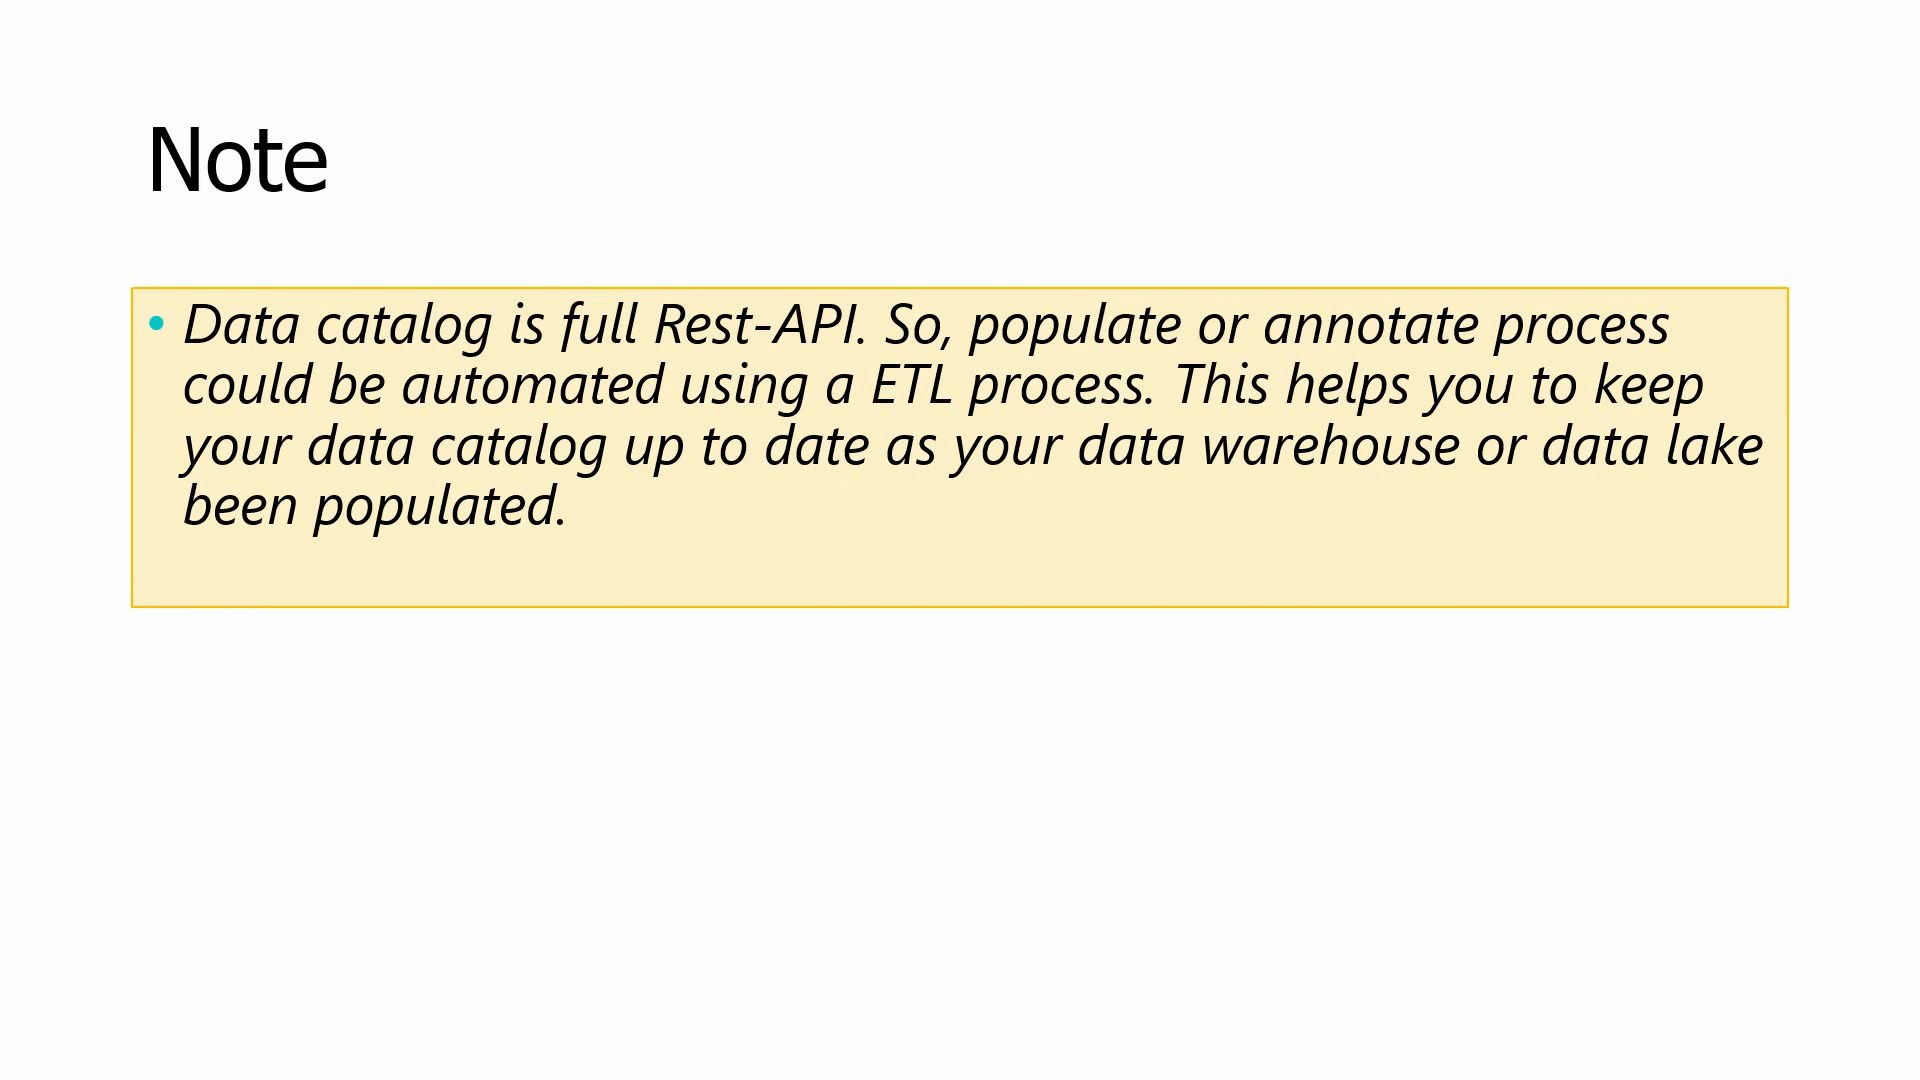 Note
• Data catalog is full Rest-API. So, populate or annotate process
could be automated using a ETL process. This helps you to keep
your data catalog up to date as your data warehouse or data lake
been populated.